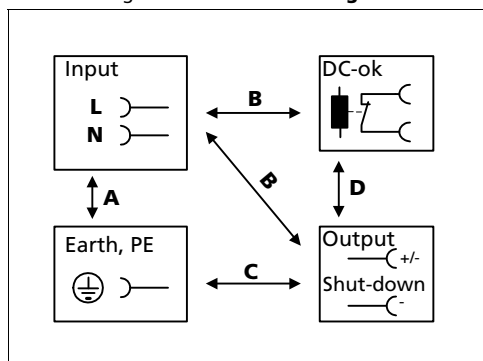 Input
L
N
DC-ok
B
B
A
D
Earth, PE
C
Output
+/-
Shut-down
-